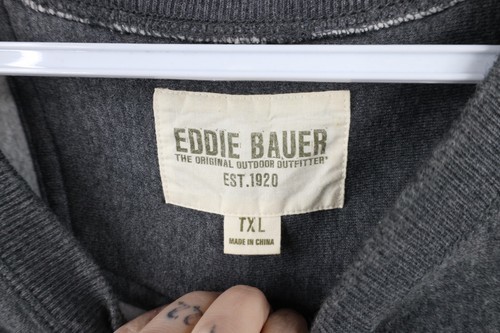 EDDIE BAUER
THE ORIGINAL OUTDOOR OUTFITTER®
EST.1920
TXL
MADE IN CHINA